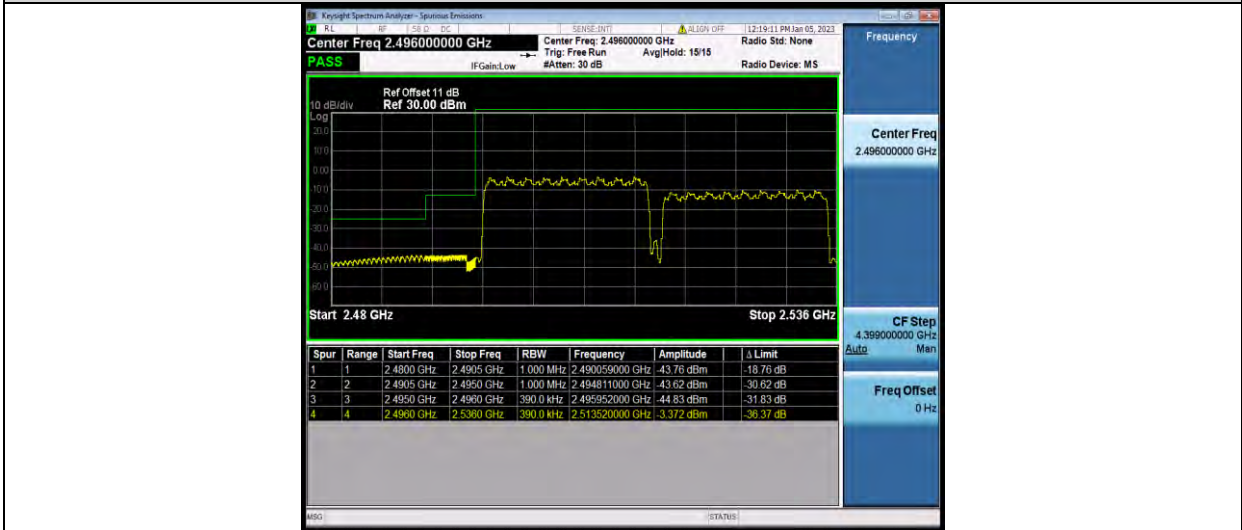 Keysight Spectrum Analyzer - Spurious Emissions
RL RF 50 Ω DC SENSE:INT ALIGN OFF 12:19:11 PM Jan 05, 2023
Center Freq 2.496000000 GHz Center Freq: 2.496000000 GHz Radio Std: None
Trig: Free Run Avg|Hold: 15/15
PASS IFGain:Low #Atten: 30 dB Radio Device: MS
Frequency
Ref Offset 11 dB
10 dB/div Ref 30.00 dBm
Log
20.0
10.0
0.00
-10.0
-20.0
-30.0
-40.0
-50.0
-60.0
Start 2.48 GHz Stop 2.536 GHz
Center Freq
2.496000000 GHz
CF Step
4.399000000 GHz
Auto Man
Freq Offset
0 Hz
Spur Range Start Freq Stop Freq RBW Frequency Amplitude Δ Limit
1 1 2.4800 GHz 2.4905 GHz 1.000 MHz 2.490059000 GHz -43.76 dBm -18.76 dB
2 2 2.4905 GHz 2.4950 GHz 1.000 MHz 2.494811000 GHz -43.62 dBm -30.62 dB
3 3 2.4950 GHz 2.4960 GHz 390.0 kHz 2.495952000 GHz -44.83 dBm -31.83 dB
4 4 2.4960 GHz 2.5360 GHz 390.0 kHz 2.513520000 GHz -3.372 dBm -36.37 dB
MSG STATUS